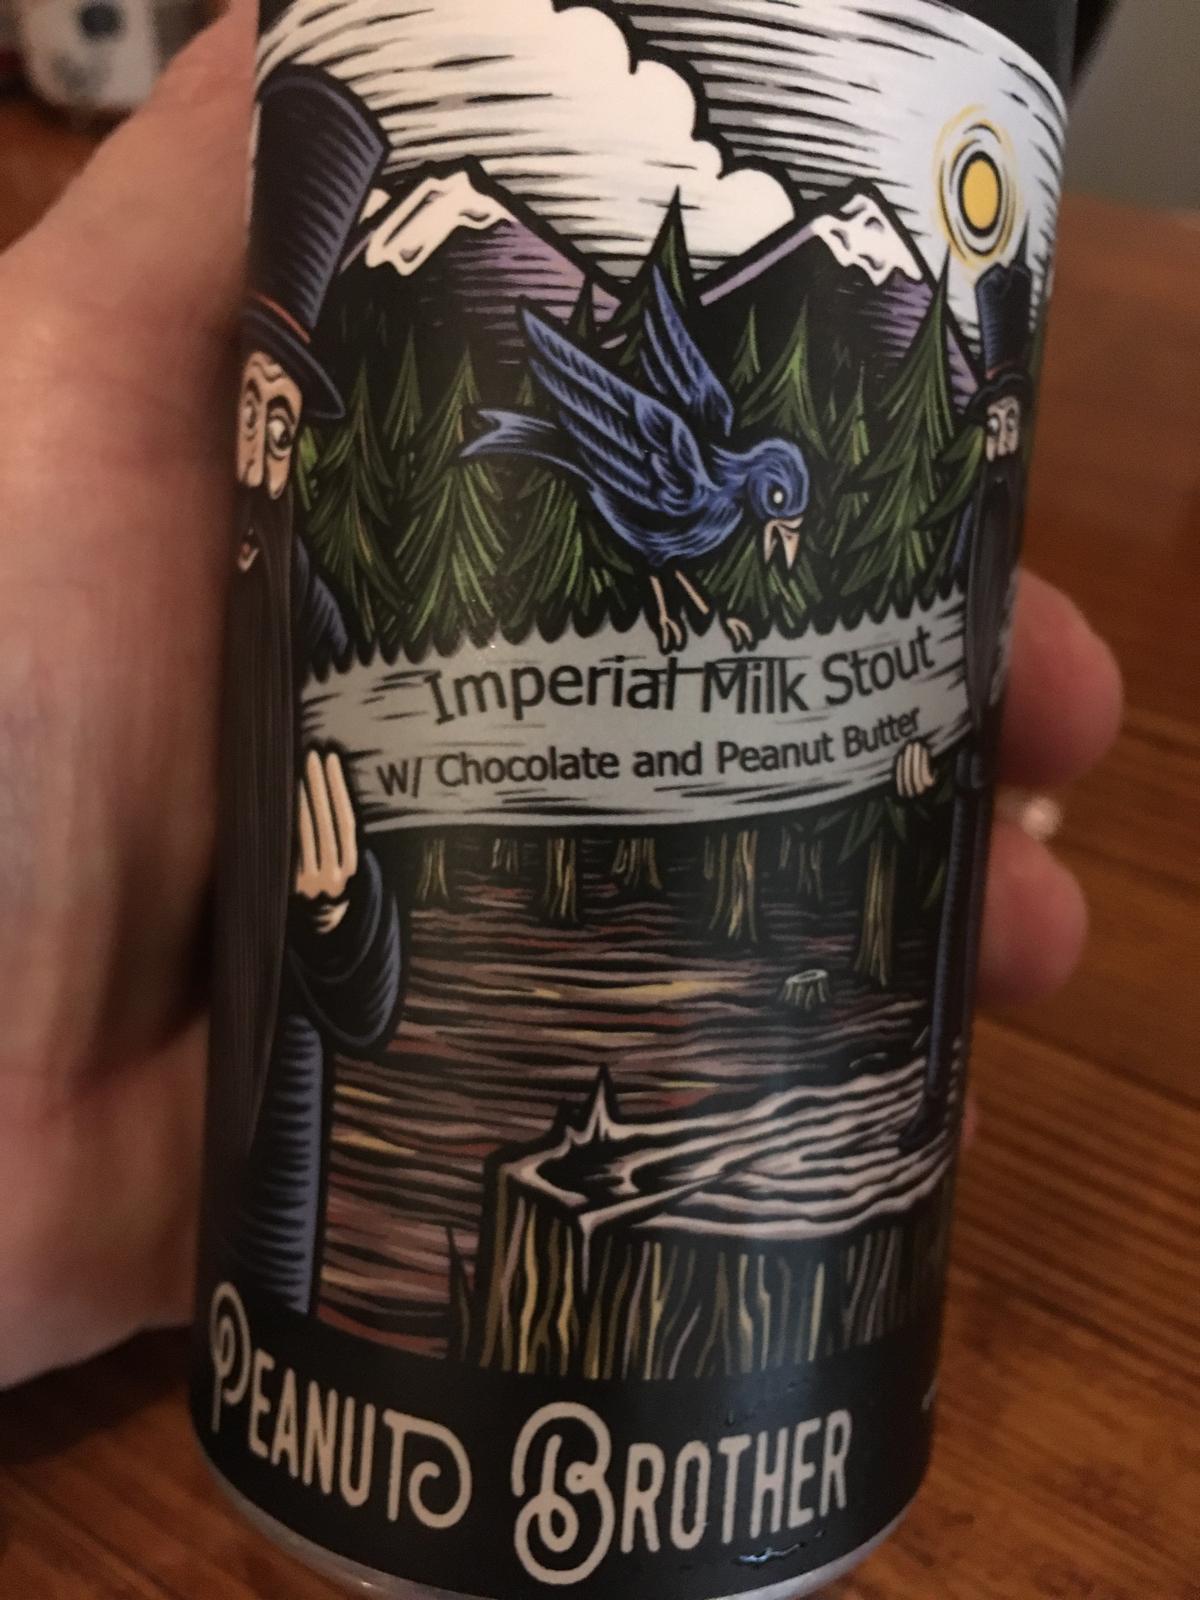 Imperial Milk Stout
W/ Chocolate and Peanut Butter
PEANUT BROTHER